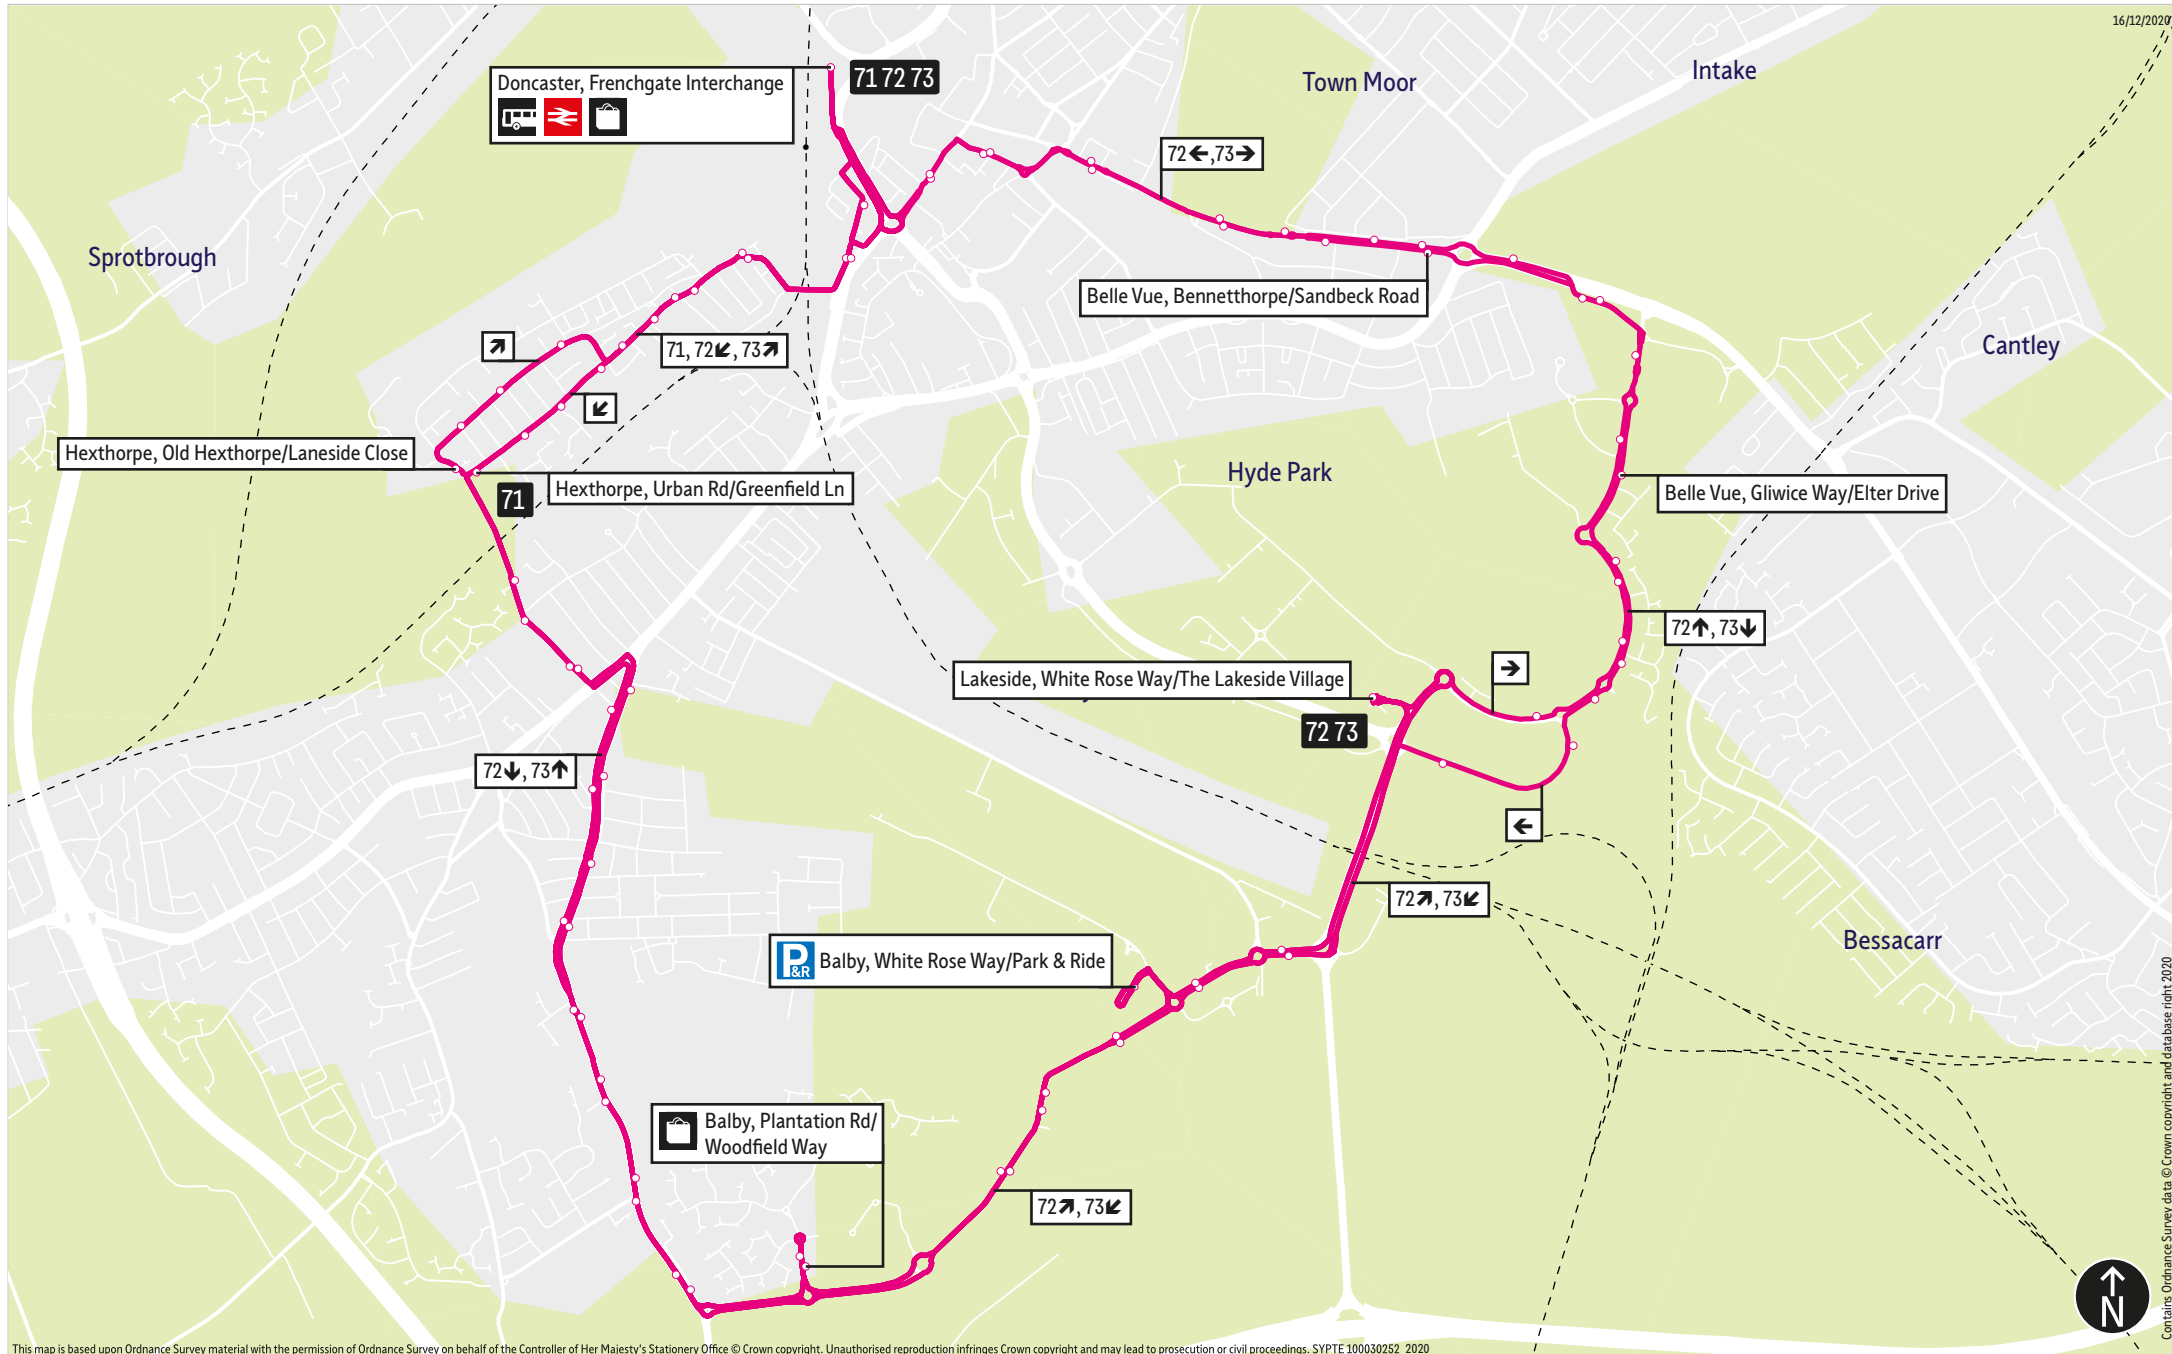 16/12/2020
Doncaster, Frenchgate Interchange
71 72 73
Town Moor
Intake
72←,73→
Sprotbrough
Belle Vue, Bennetthorpe/Sandbeck Road
↗
71, 72↙, 73↗
Cantley
↙
Hexthorpe, Old Hexthorpe/Laneside Close
Hyde Park
71
Hexthorpe, Urban Rd/Greenfield Ln
Belle Vue, Gliwice Way/Elter Drive
72↑, 73↓
Lakeside, White Rose Way/The Lakeside Village
→
72 73
72↓, 73↑
←
72↗, 73↙
Bessacarr
P&R
Balby, White Rose Way/Park & Ride
Balby, Plantation Rd/
Woodfield Way
72↗, 73↙
N
Contains Ordnance Survey data © Crown copyright and database right 2020
This map is based upon Ordnance Survey material with the permission of Ordnance Survey on behalf of the Controller of Her Majesty's Stationery Office © Crown copyright. Unauthorised reproduction infringes Crown copyright and may lead to prosecution or civil proceedings. SYPTE 100030252 2020